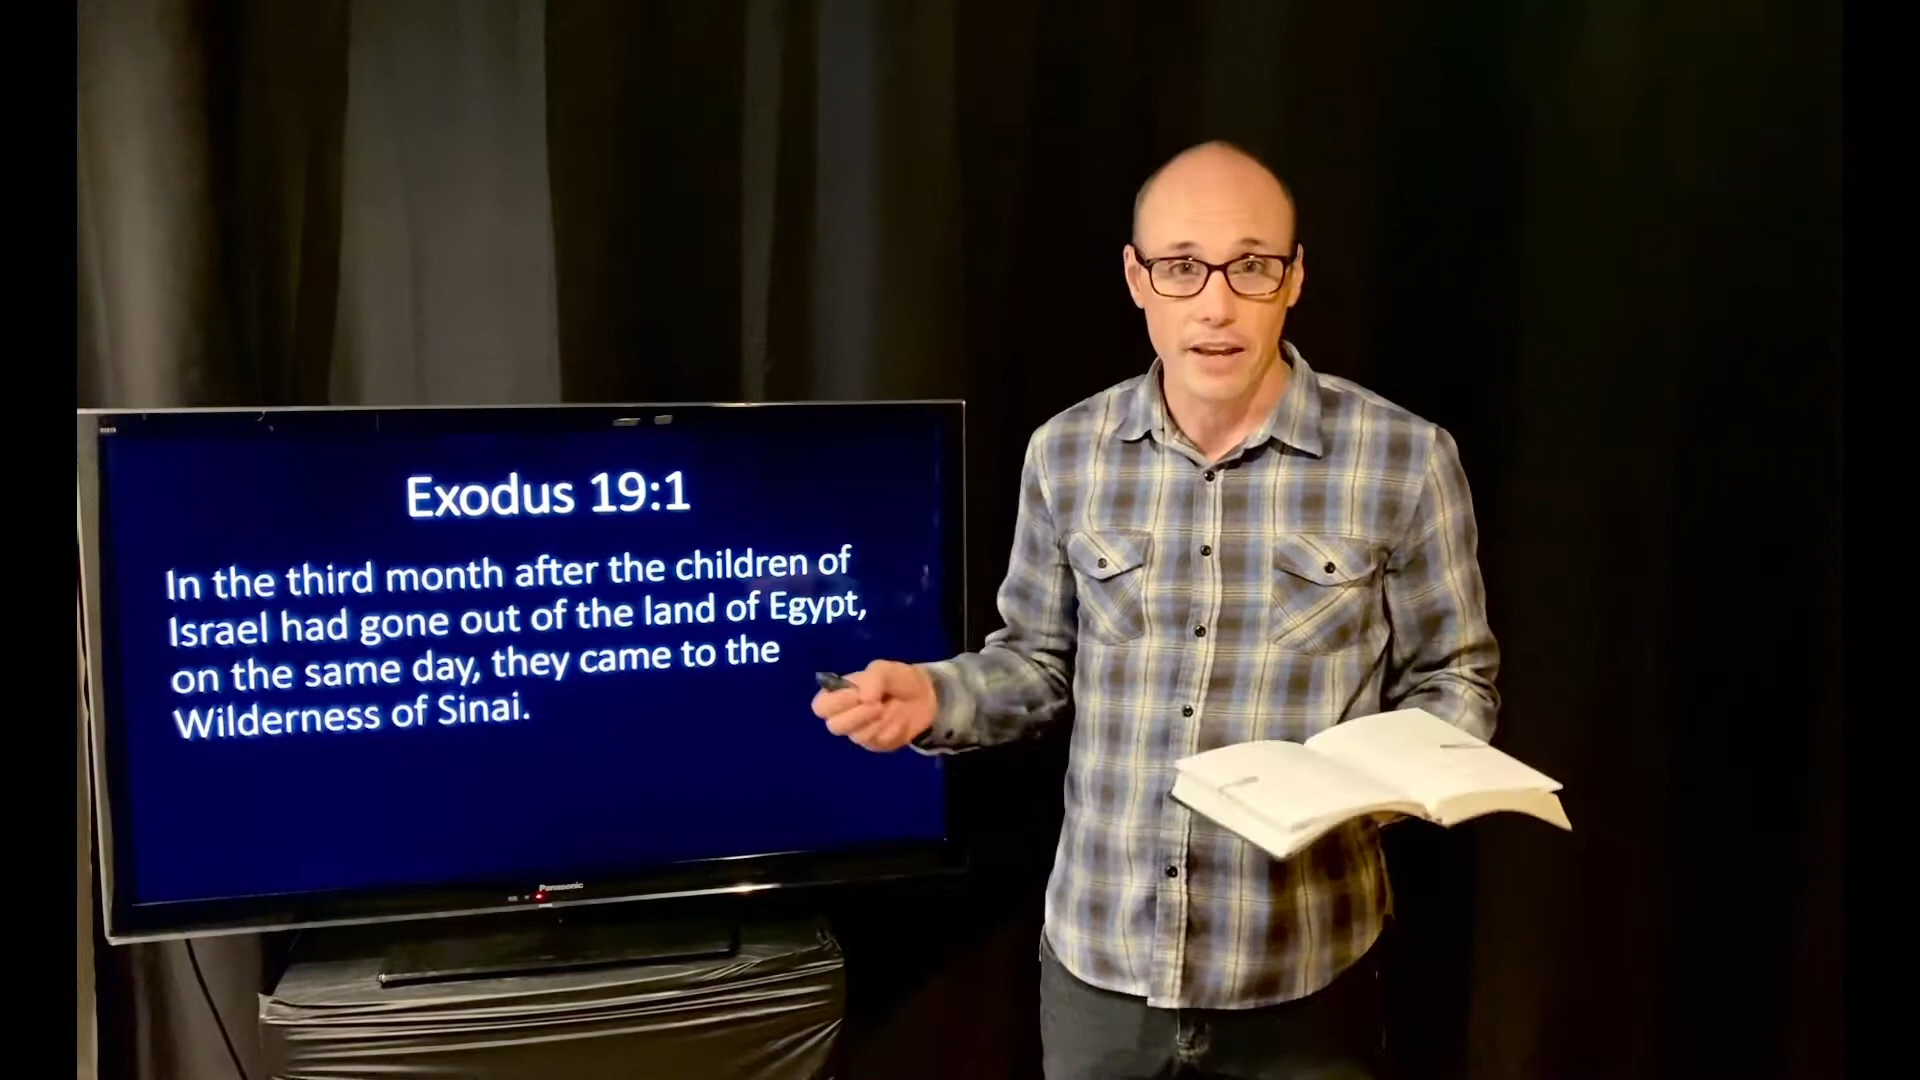 Exodus 19:1
In the third month after the children of
Israel had gone out of the land of Egypt,
on the same day, they came to the
Wilderness of Sinai.
Panasonic